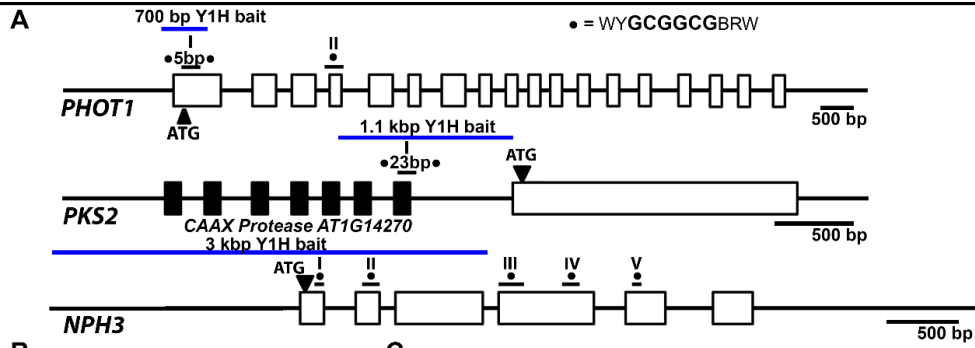 A
700 bp Y1H bait
● = WYGCGGCGBRW
I
II
●5bp●
PHOT1
ATG
500 bp
1.1 kbp Y1H bait
I
●23bp●
ATG
PKS2
CAAX Protease AT1G14270
500 bp
3 kbp Y1H bait
ATG
I
II
III
IV
V
NPH3
500 bp